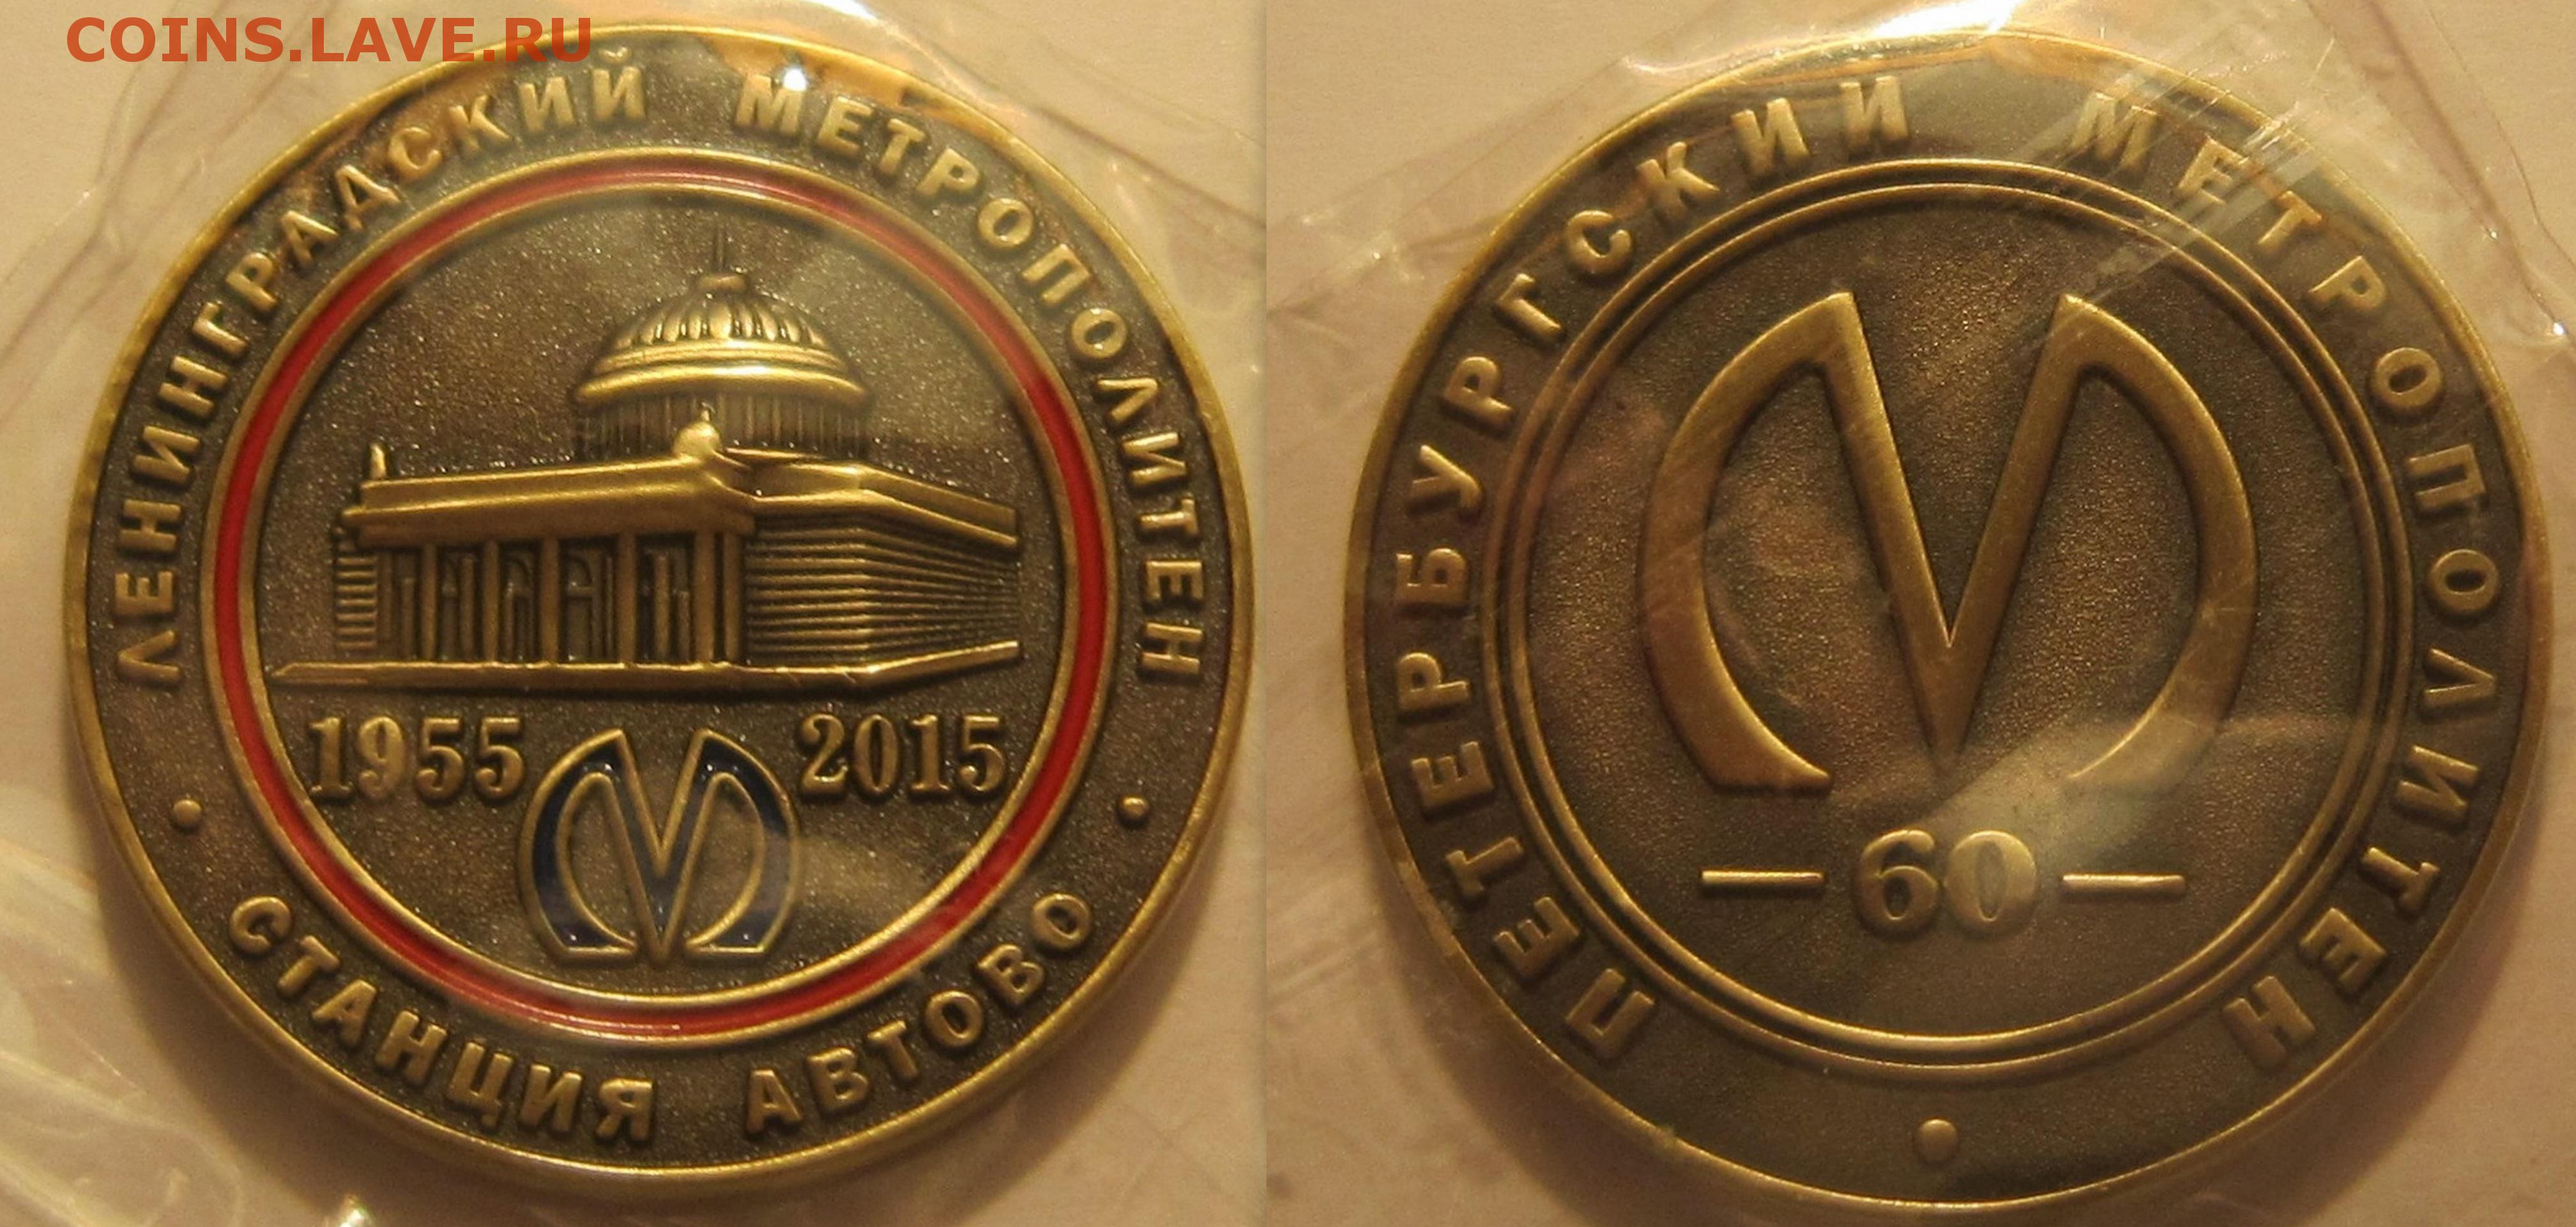 COINS.LAVE.RU
ЛЕНИНГРАДСКИЙ МЕТРОПОЛИТЕН
1955 2015
СТАНЦИЯ АВТОВО
ПЕТЕРБУРГСКИЙ МЕТРОПОЛИТЕН
60